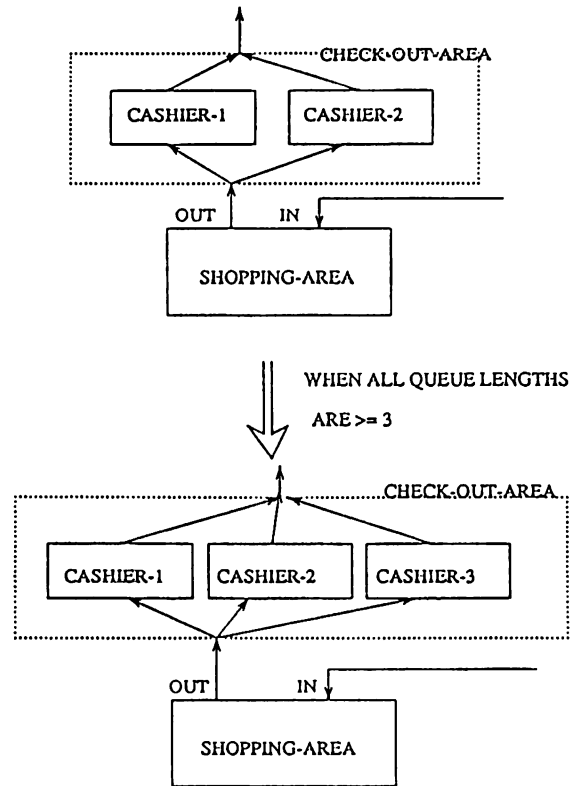 CHECK-OUT-AREA
CASHIER-1
CASHIER-2
OUT
IN
SHOPPING-AREA
WHEN ALL QUEUE LENGTHS
ARE >= 3
CHECK-OUT-AREA
CASHIER-1
CASHIER-2
CASHIER-3
OUT
IN
SHOPPING-AREA